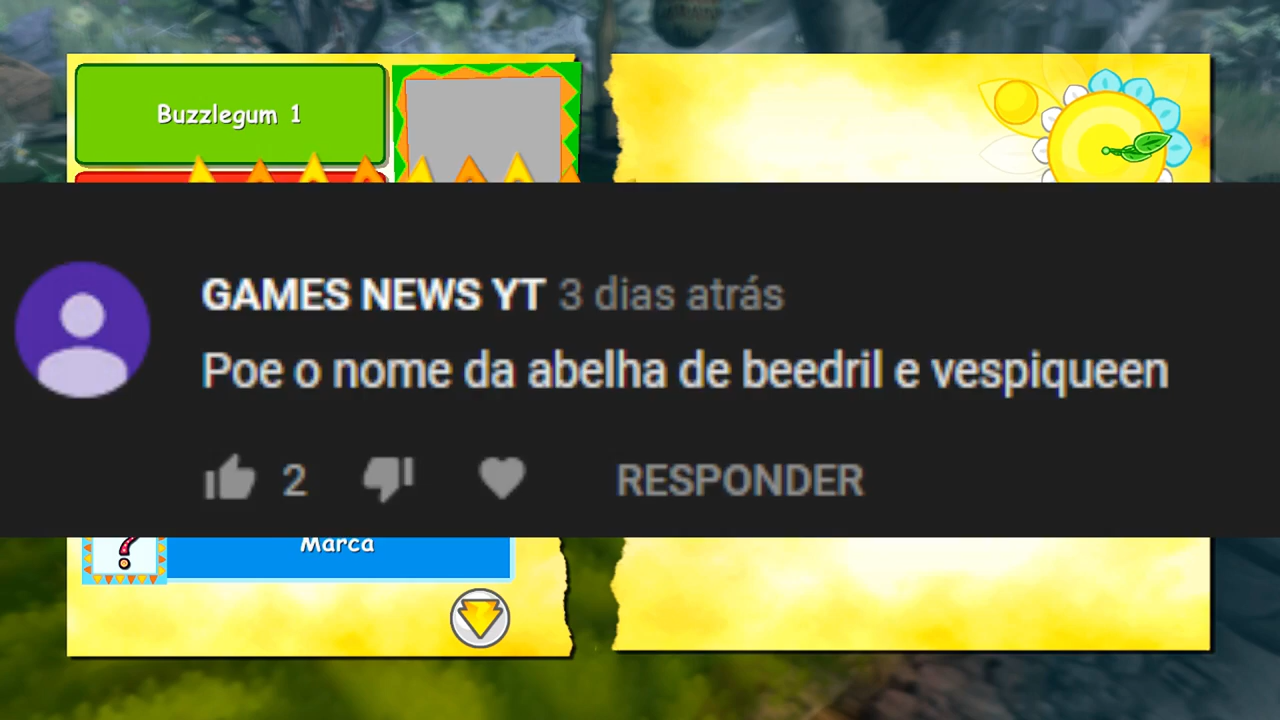 Buzzlegum 1
GAMES NEWS YT 3 dias atrás
Poe o nome da abelha de beedril e vespiqueen
2
RESPONDER
?
Marca